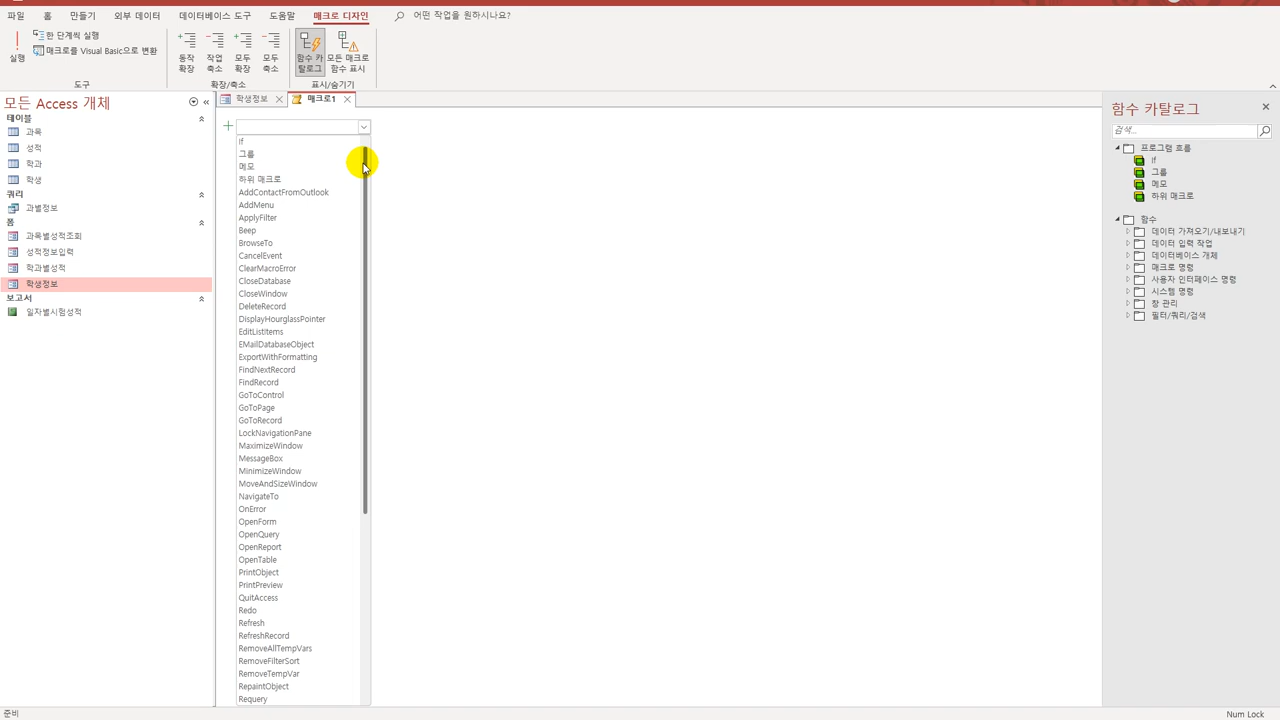 파일 홈 만들기 외부 데이터 데이터베이스 도구 도움말 매크로 디자인 어떤 작업을 원하시나요?
실행
한 단계씩 실행
매크로를 Visual Basic으로 변환
동작 확장
작업 축소
모두 확장
모두 축소
함수 카탈로그
모든 매크로 함수 표시
도구 확장/축소 표시/숨기기
모든 Access 개체
테이블
과목
성적
학과
학생
쿼리
과별정보
폼
과목별성적조회
성적정보입력
학과별성적
학생정보
보고서
일자별시험성적
학생정보 매크로1
If
그룹
메모
하위 매크로
AddContactFromOutlook
AddMenu
ApplyFilter
Beep
BrowseTo
CancelEvent
ClearMacroError
CloseDatabase
CloseWindow
DeleteRecord
DisplayHourglassPointer
EditListItems
EMailDatabaseObject
ExportWithFormatting
FindNextRecord
FindRecord
GoToControl
GoToPage
GoToRecord
LockNavigationPane
MaximizeWindow
MessageBox
MinimizeWindow
MoveAndSizeWindow
NavigateTo
OnError
OpenForm
OpenQuery
OpenReport
OpenTable
PrintObject
PrintPreview
QuitAccess
Redo
Refresh
RefreshRecord
RemoveAllTempVars
RemoveFilterSort
RemoveTempVar
RepaintObject
Requery
함수 카탈로그
검색...
프로그램 흐름
If
그룹
메모
하위 매크로
함수
데이터 가져오기/내보내기
데이터 입력 작업
데이터베이스 개체
매크로 명령
사용자 인터페이스 명령
시스템 명령
창 관리
필터/쿼리/검색
준비
Num Lock